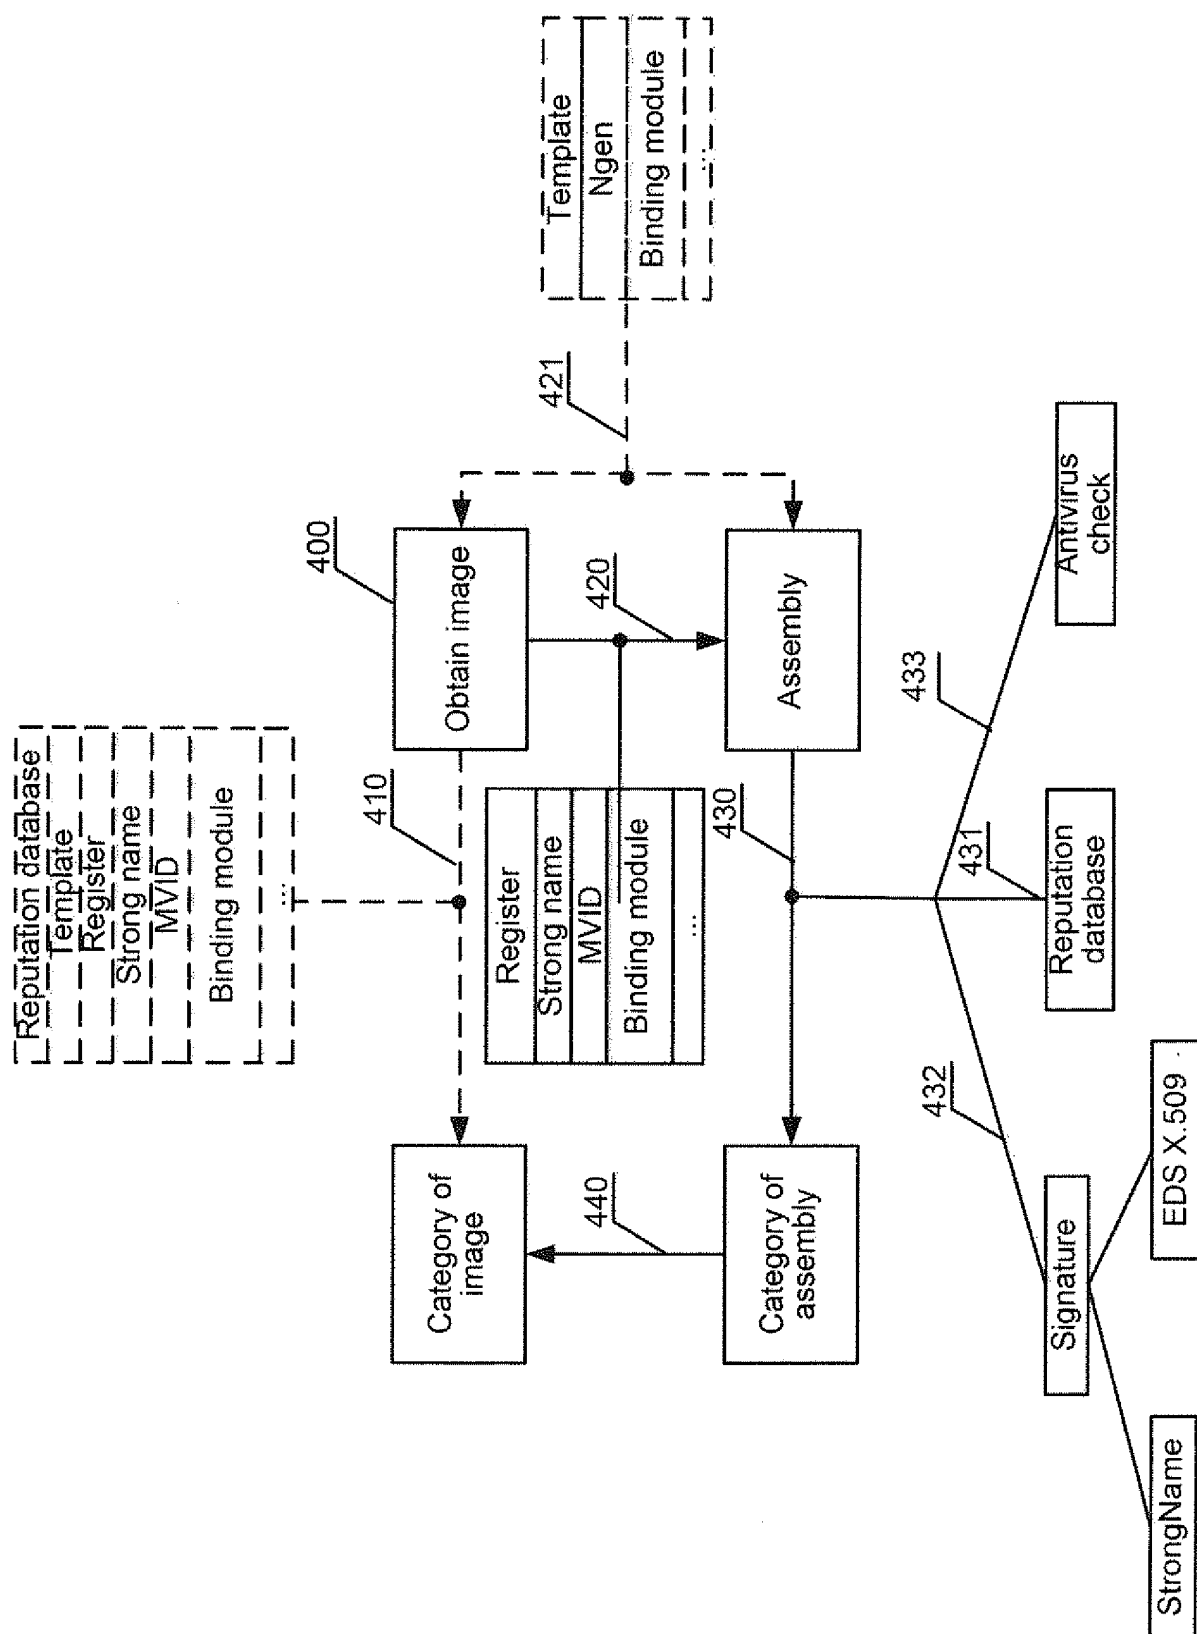 Template
Ngen
Binding module
...
421
400
Obtain image
420
Assembly
Antivirus
check
433
Reputation database
Template
Register
Strong name
MVID
Binding module
...
410
Register
Strong name
MVID
Binding module
...
430
431
Reputation
database
432
Category of
image
440
Category of
assembly
Signature
EDS X.509
StrongName